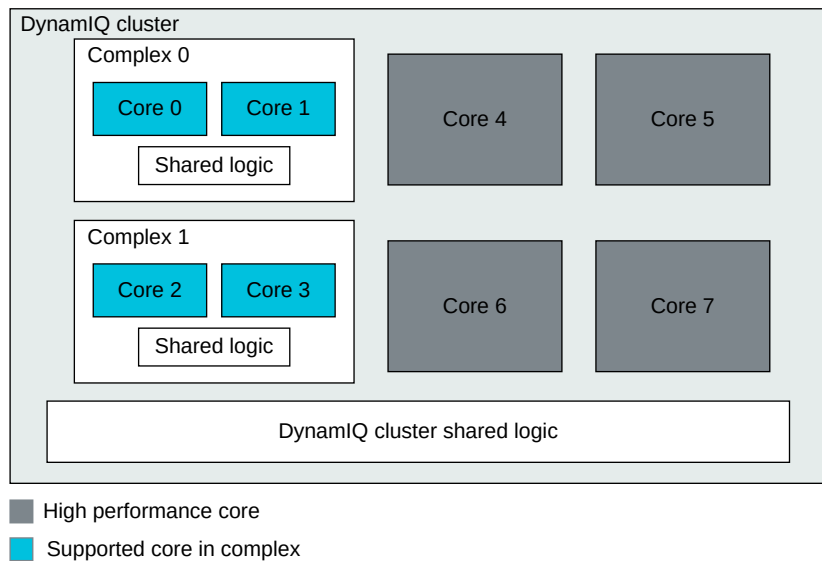 DynamIQ cluster
Complex 0
Core 0
Core 1
Shared logic
Core 4
Core 5
Complex 1
Core 2
Core 3
Shared logic
Core 6
Core 7
DynamIQ cluster shared logic
High performance core
Supported core in complex